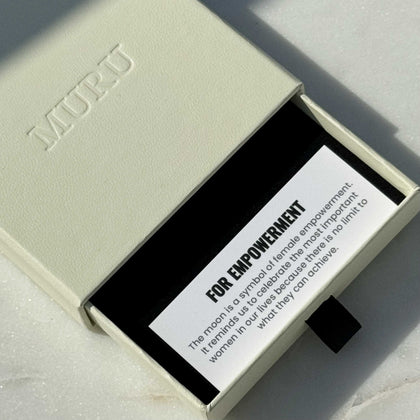 MURU
FOR EMPOWERMENT
The moon is a symbol of female empowerment.
It reminds us to celebrate the most important
women in our lives because there is no limit to
what they can achieve.